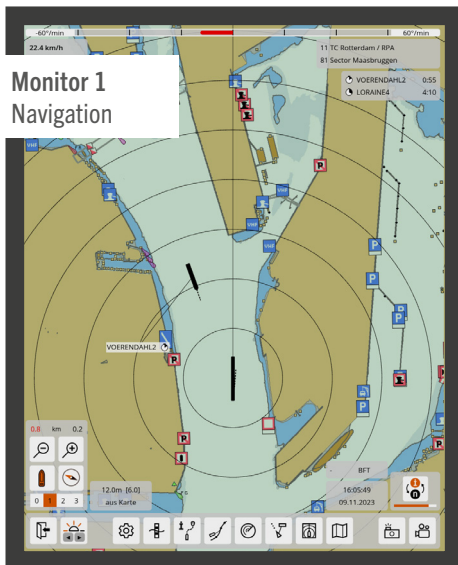 -60°/min 60°/min
22.4 km/h
11 TC Rotterdam / RPA
81 Sector Maasbruggen
VOERENDAHL2 0:55
LORAINE4 4:10
Monitor 1
Navigation
VHF
VHF
VHF
VHF
P
P
P
P
VOERENDAHL2
P
P
P
0.8 km 0.2
0 1 2 3
12.0m [6.0]
aus Karte
BFT
16:05:49
09.11.2023